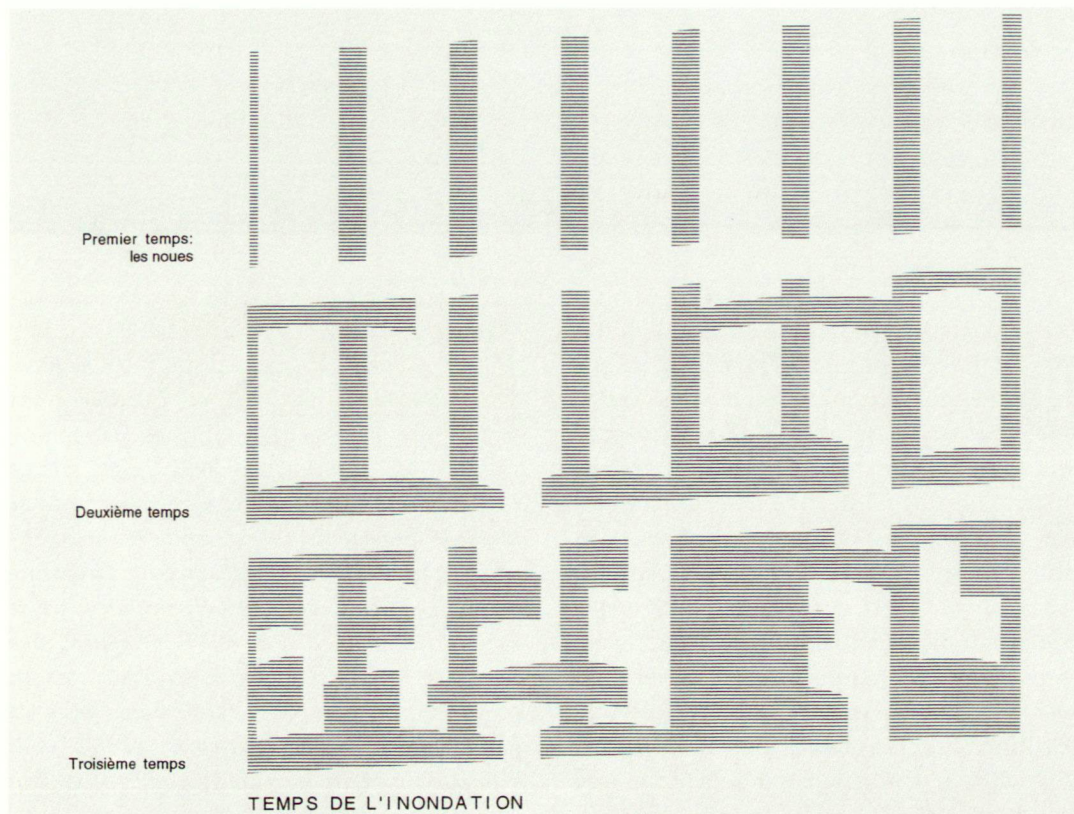 Premier temps:
les noues
Deuxième temps
Troisième temps
TEMPS DE L'INONDATION